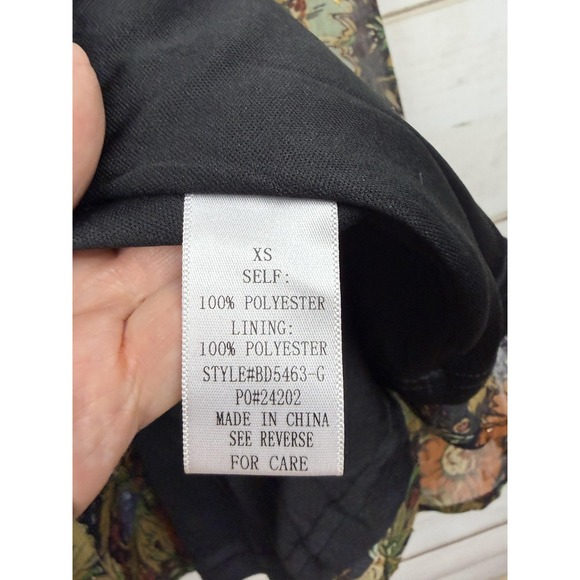 XS
SELF:
100% POLYESTER
LINING:
100% POLYESTER
STYLE#BD5463-G
PO#24202
MADE IN CHINA
SEE REVERSE
FOR CARE